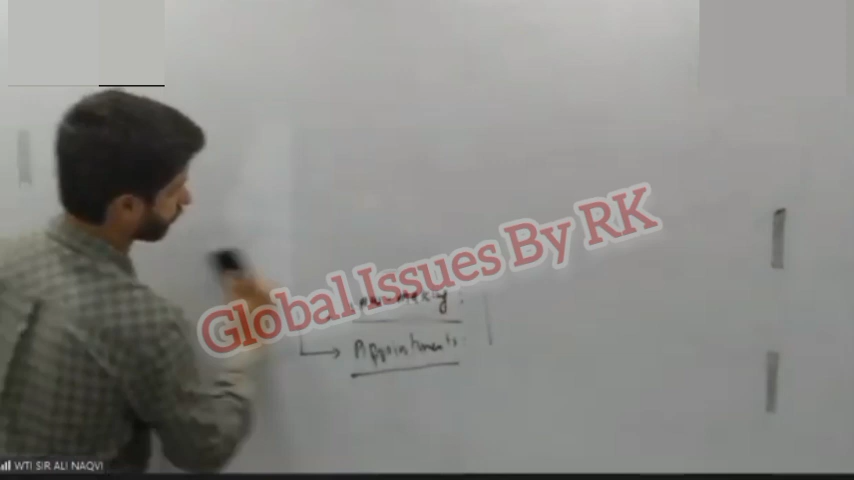 Global Issues By RK
Appointments.
WTI SIR ALI NAQVI